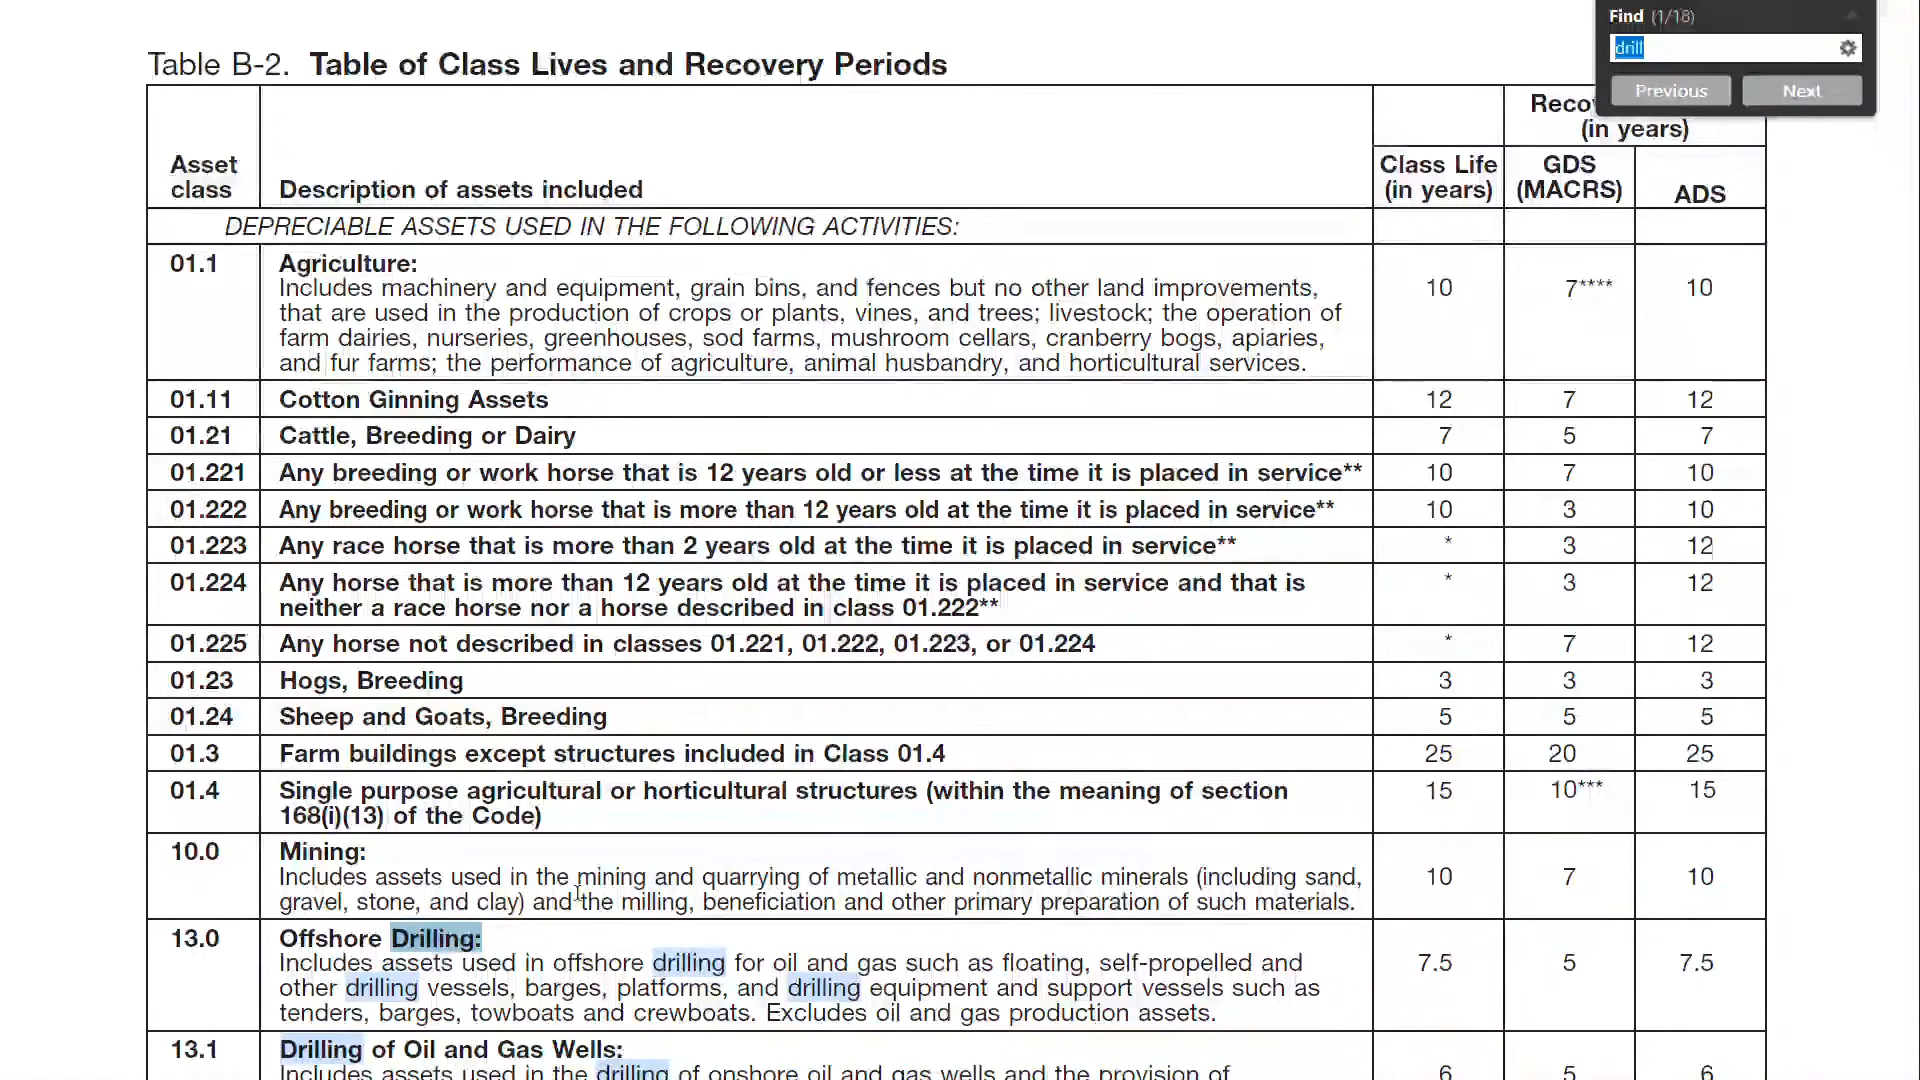 Find (1/18)
drill
Previous Next
Table B-2. Table of Class Lives and Recovery Periods
(in years)
Asset class
Description of assets included
Class Life (in years)
GDS (MACRS)
ADS
DEPRECIABLE ASSETS USED IN THE FOLLOWING ACTIVITIES:
01.1 Agriculture:
Includes machinery and equipment, grain bins, and fences but no other land improvements, 10 7**** 10
that are used in the production of crops or plants, vines, and trees; livestock; the operation of
farm dairies, nurseries, greenhouses, sod farms, mushroom cellars, cranberry bogs, apiaries,
and fur farms; the performance of agriculture, animal husbandry, and horticultural services.
01.11 Cotton Ginning Assets 12 7 12
01.21 Cattle, Breeding or Dairy 7 5 7
01.221 Any breeding or work horse that is 12 years old or less at the time it is placed in service** 10 7 10
01.222 Any breeding or work horse that is more than 12 years old at the time it is placed in service** 10 3 10
01.223 Any race horse that is more than 2 years old at the time it is placed in service** * 3 12
01.224 Any horse that is more than 12 years old at the time it is placed in service and that is * 3 12
neither a race horse nor a horse described in class 01.222**
01.225 Any horse not described in classes 01.221, 01.222, 01.223, or 01.224 * 7 12
01.23 Hogs, Breeding 3 3 3
01.24 Sheep and Goats, Breeding 5 5 5
01.3 Farm buildings except structures included in Class 01.4 25 20 25
01.4 Single purpose agricultural or horticultural structures (within the meaning of section 15 10*** 15
168(i)(13) of the Code)
10.0 Mining:
Includes assets used in the mining and quarrying of metallic and nonmetallic minerals (including sand, 10 7 10
gravel, stone, and clay) and the milling, beneficiation and other primary preparation of such materials.
13.0 Offshore Drilling:
Includes assets used in offshore drilling for oil and gas such as floating, self-propelled and 7.5 5 7.5
other drilling vessels, barges, platforms, and drilling equipment and support vessels such as
tenders, barges, towboats and crewboats. Excludes oil and gas production assets.
13.1 Drilling of Oil and Gas Wells:
Includes assets used in the drilling of onshore oil and gas wells and the provision of 6 5 6